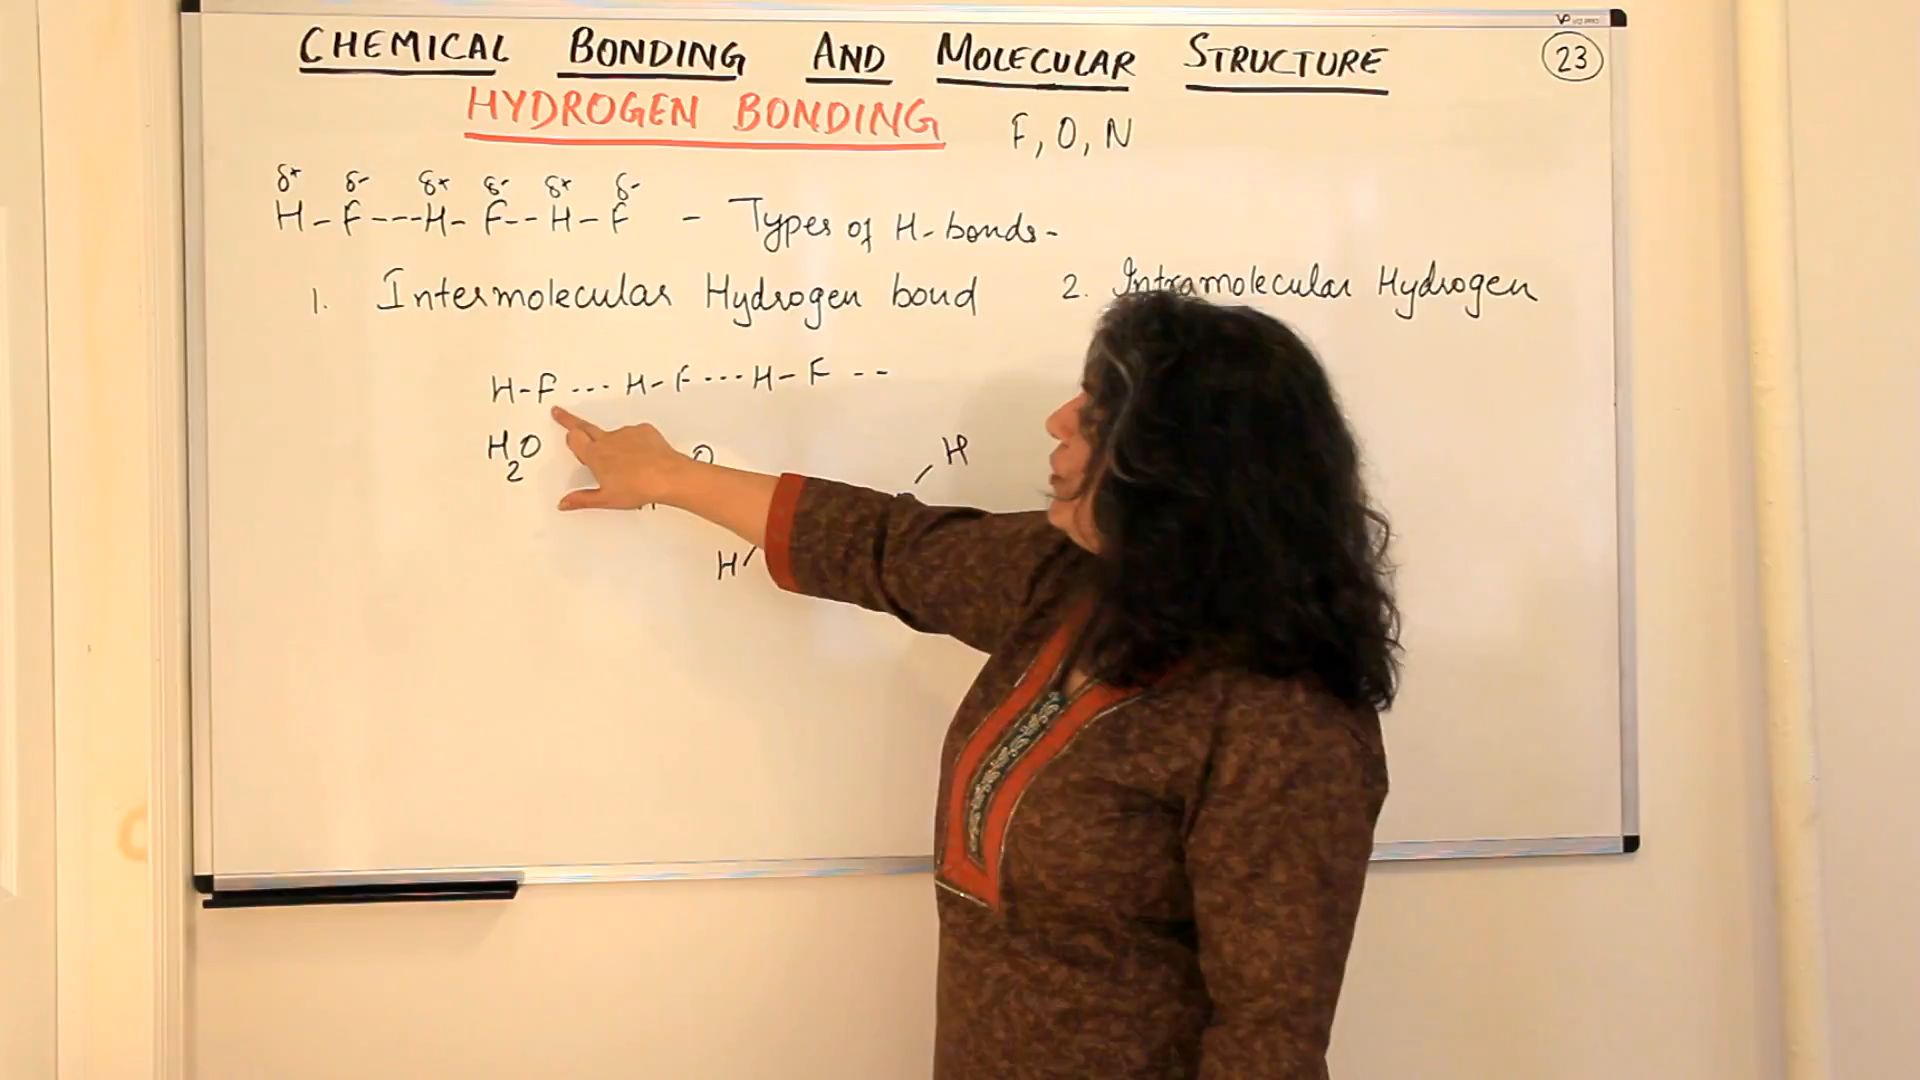 CHEMICAL BONDING AND MOLECULAR STRUCTURE 23
HYDROGEN BONDING F, O, N
δ+ δ- δ+ δ- δ+ δ-
H-F---H-F--H-F - Types of H-bonds-
1. Intermolecular Hydrogen bond 2. Intramolecular Hydrogen
H-F---H-F---H-F--
H2O O H
H